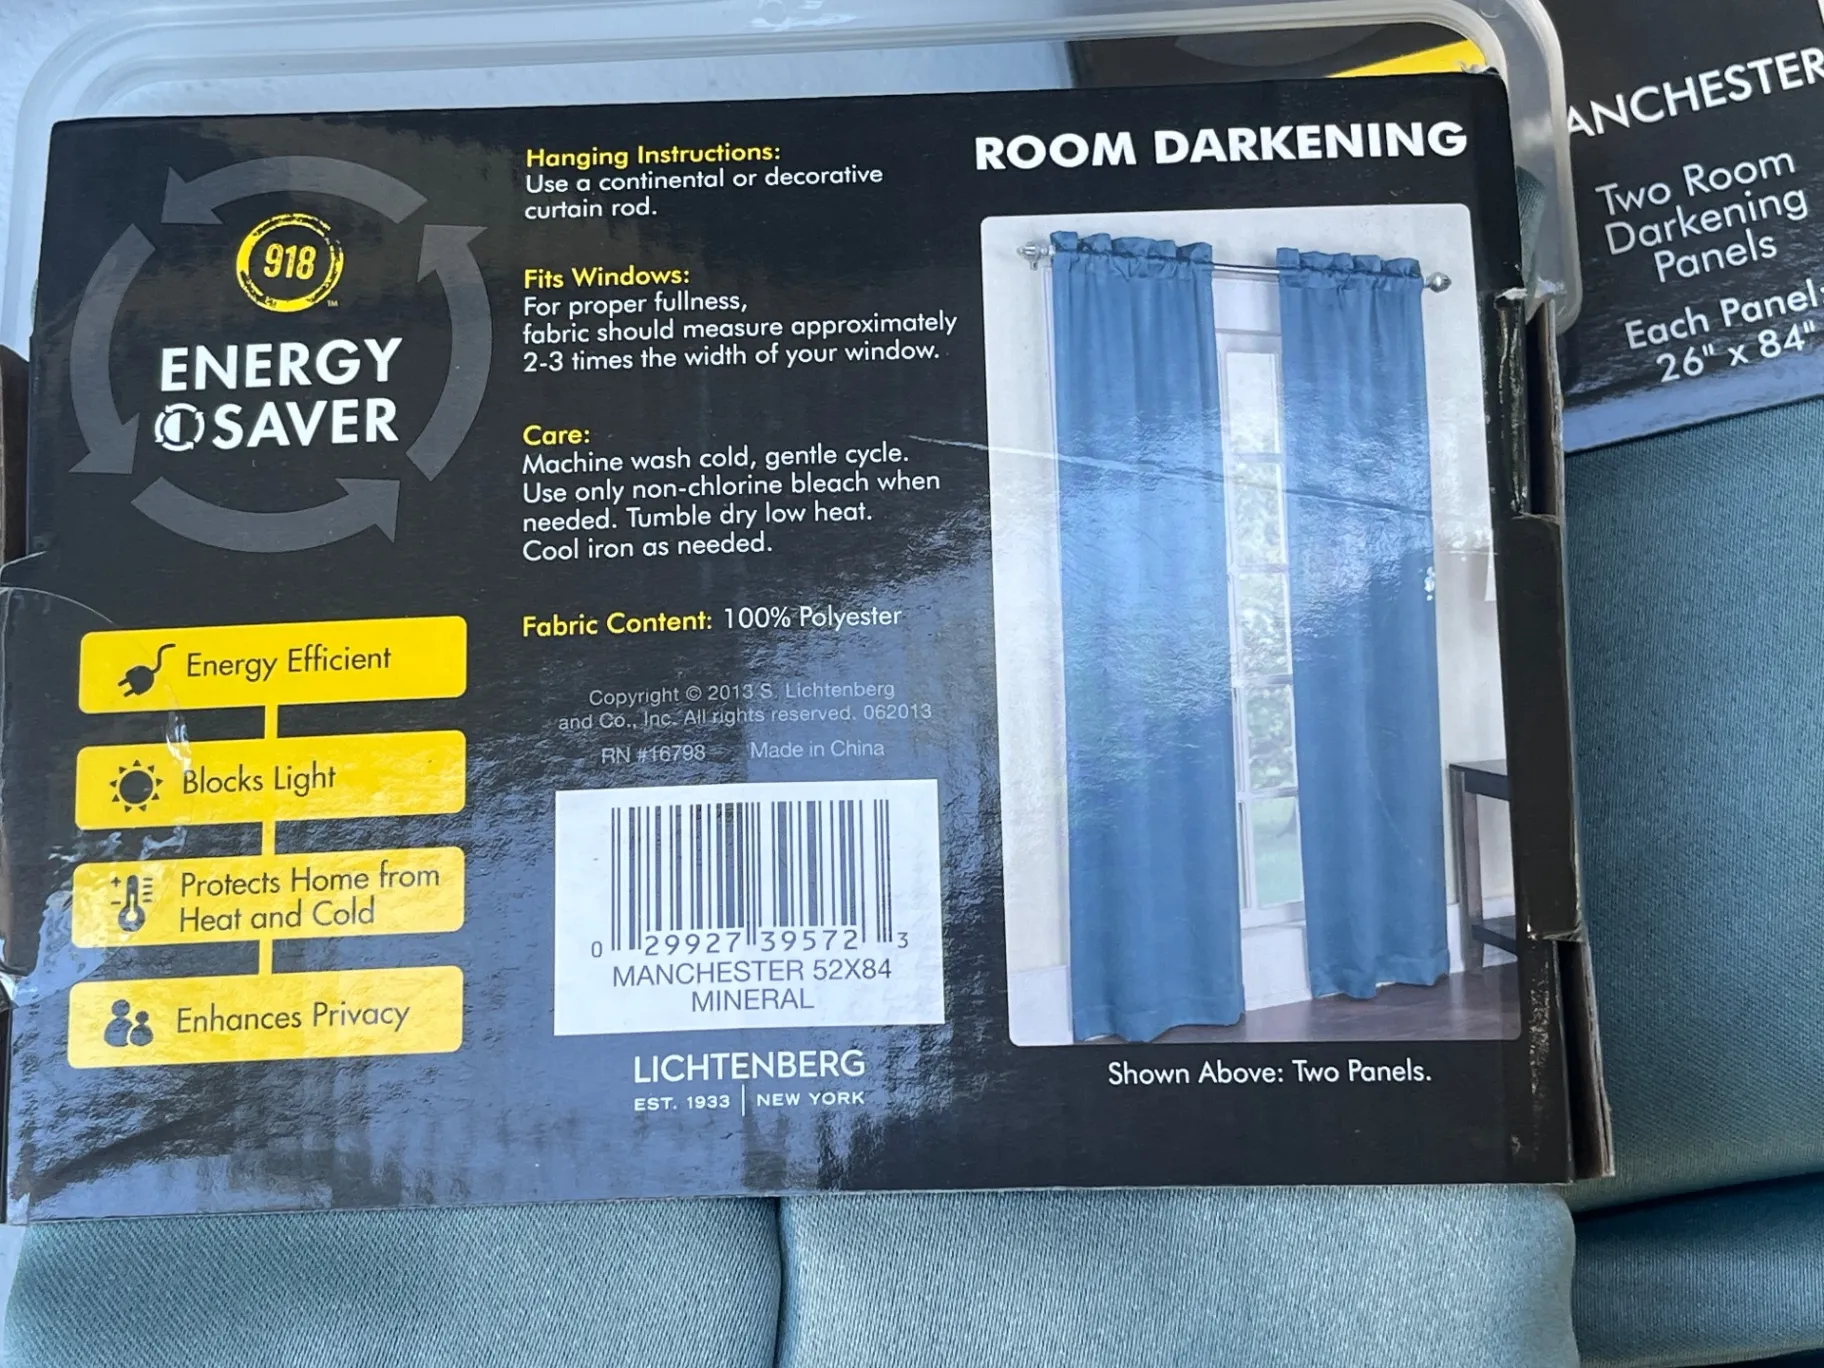 918
TM
ENERGY
SAVER
Energy Efficient
Blocks Light
Protects Home from
Heat and Cold
Enhances Privacy
Hanging Instructions:
Use a continental or decorative
curtain rod.
Fits Windows:
For proper fullness,
fabric should measure approximately
2-3 times the width of your window.
Care:
Machine wash cold, gentle cycle.
Use only non-chlorine bleach when
needed. Tumble dry low heat.
Cool iron as needed.
Fabric Content: 100% Polyester
Copyright © 2013 S. Lichtenberg
and Co., Inc. All rights reserved. 062013
RN #16798 Made in China
0 29927 39572 3
MANCHESTER 52X84
MINERAL
LICHTENBERG
EST. 1933 | NEW YORK
ROOM DARKENING
Shown Above: Two Panels.
ANCHESTER
Two Room
Darkening
Panels
Each Panel:
26" x 84"